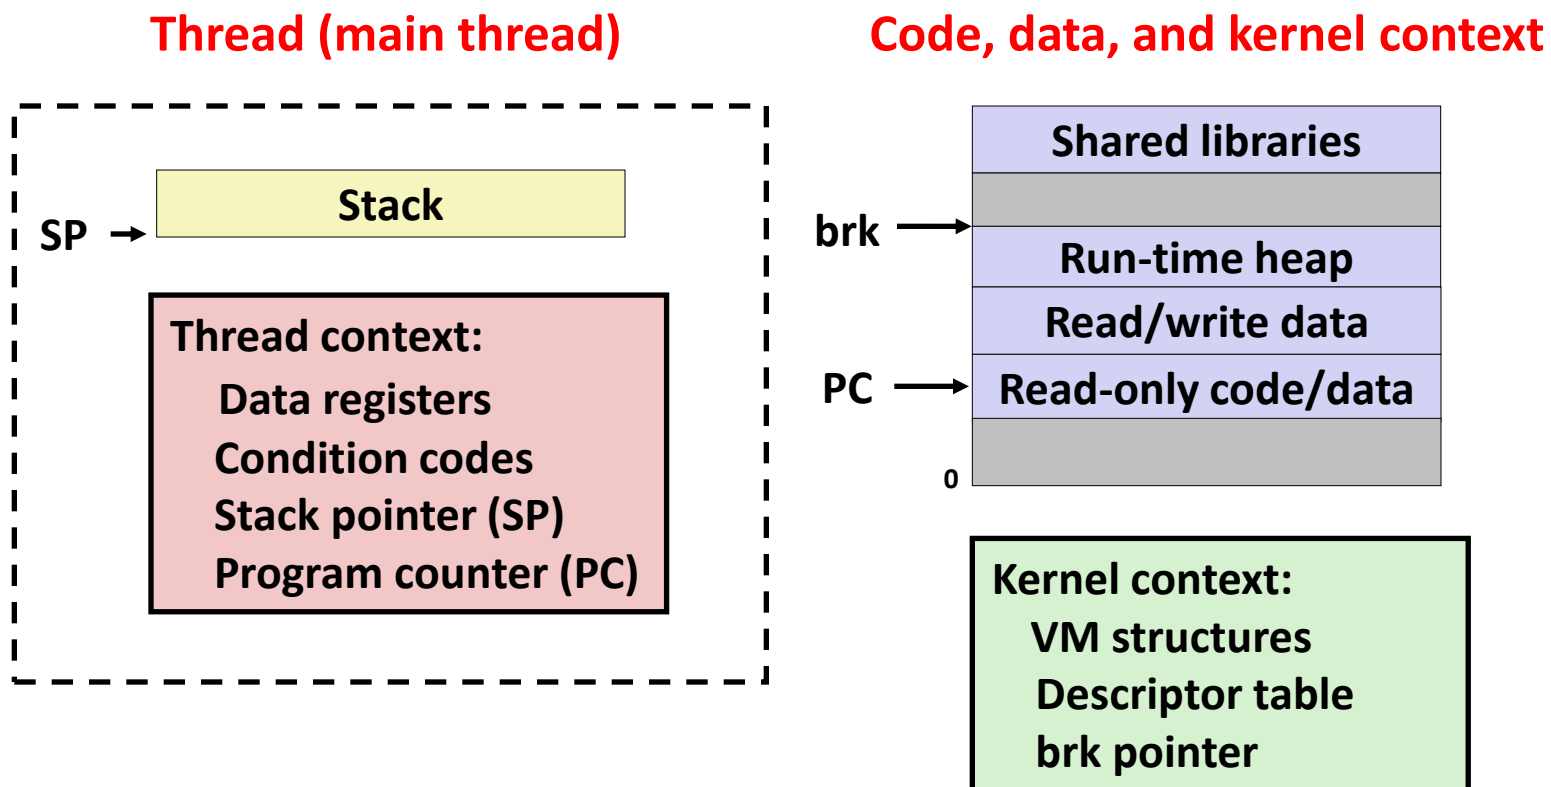 Thread (main thread)
Stack
SP
Thread context:
Data registers
Condition codes
Stack pointer (SP)
Program counter (PC)
Code, data, and kernel context
Shared libraries
brk
Run-time heap
Read/write data
PC
Read-only code/data
0
Kernel context:
VM structures
Descriptor table
brk pointer